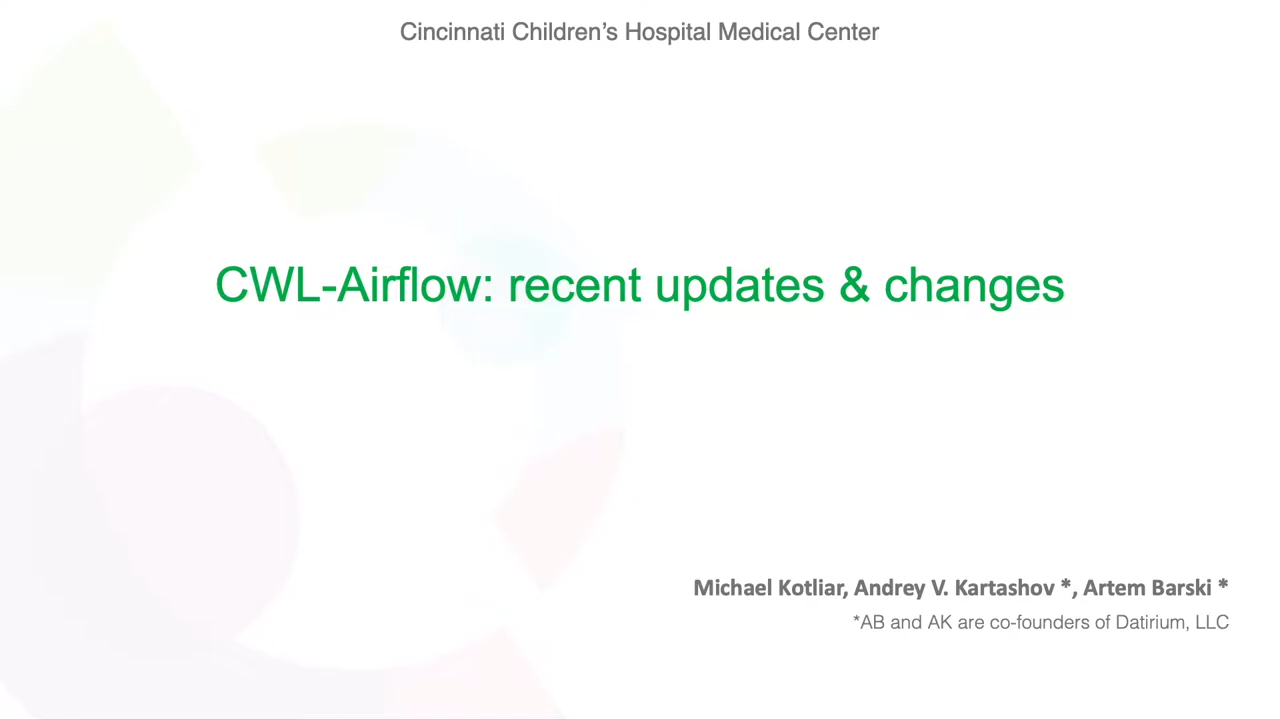 Cincinnati Children’s Hospital Medical Center
CWL-Airflow: recent updates & changes
Michael Kotliar, Andrey V. Kartashov *, Artem Barski *
*AB and AK are co-founders of Datirium, LLC